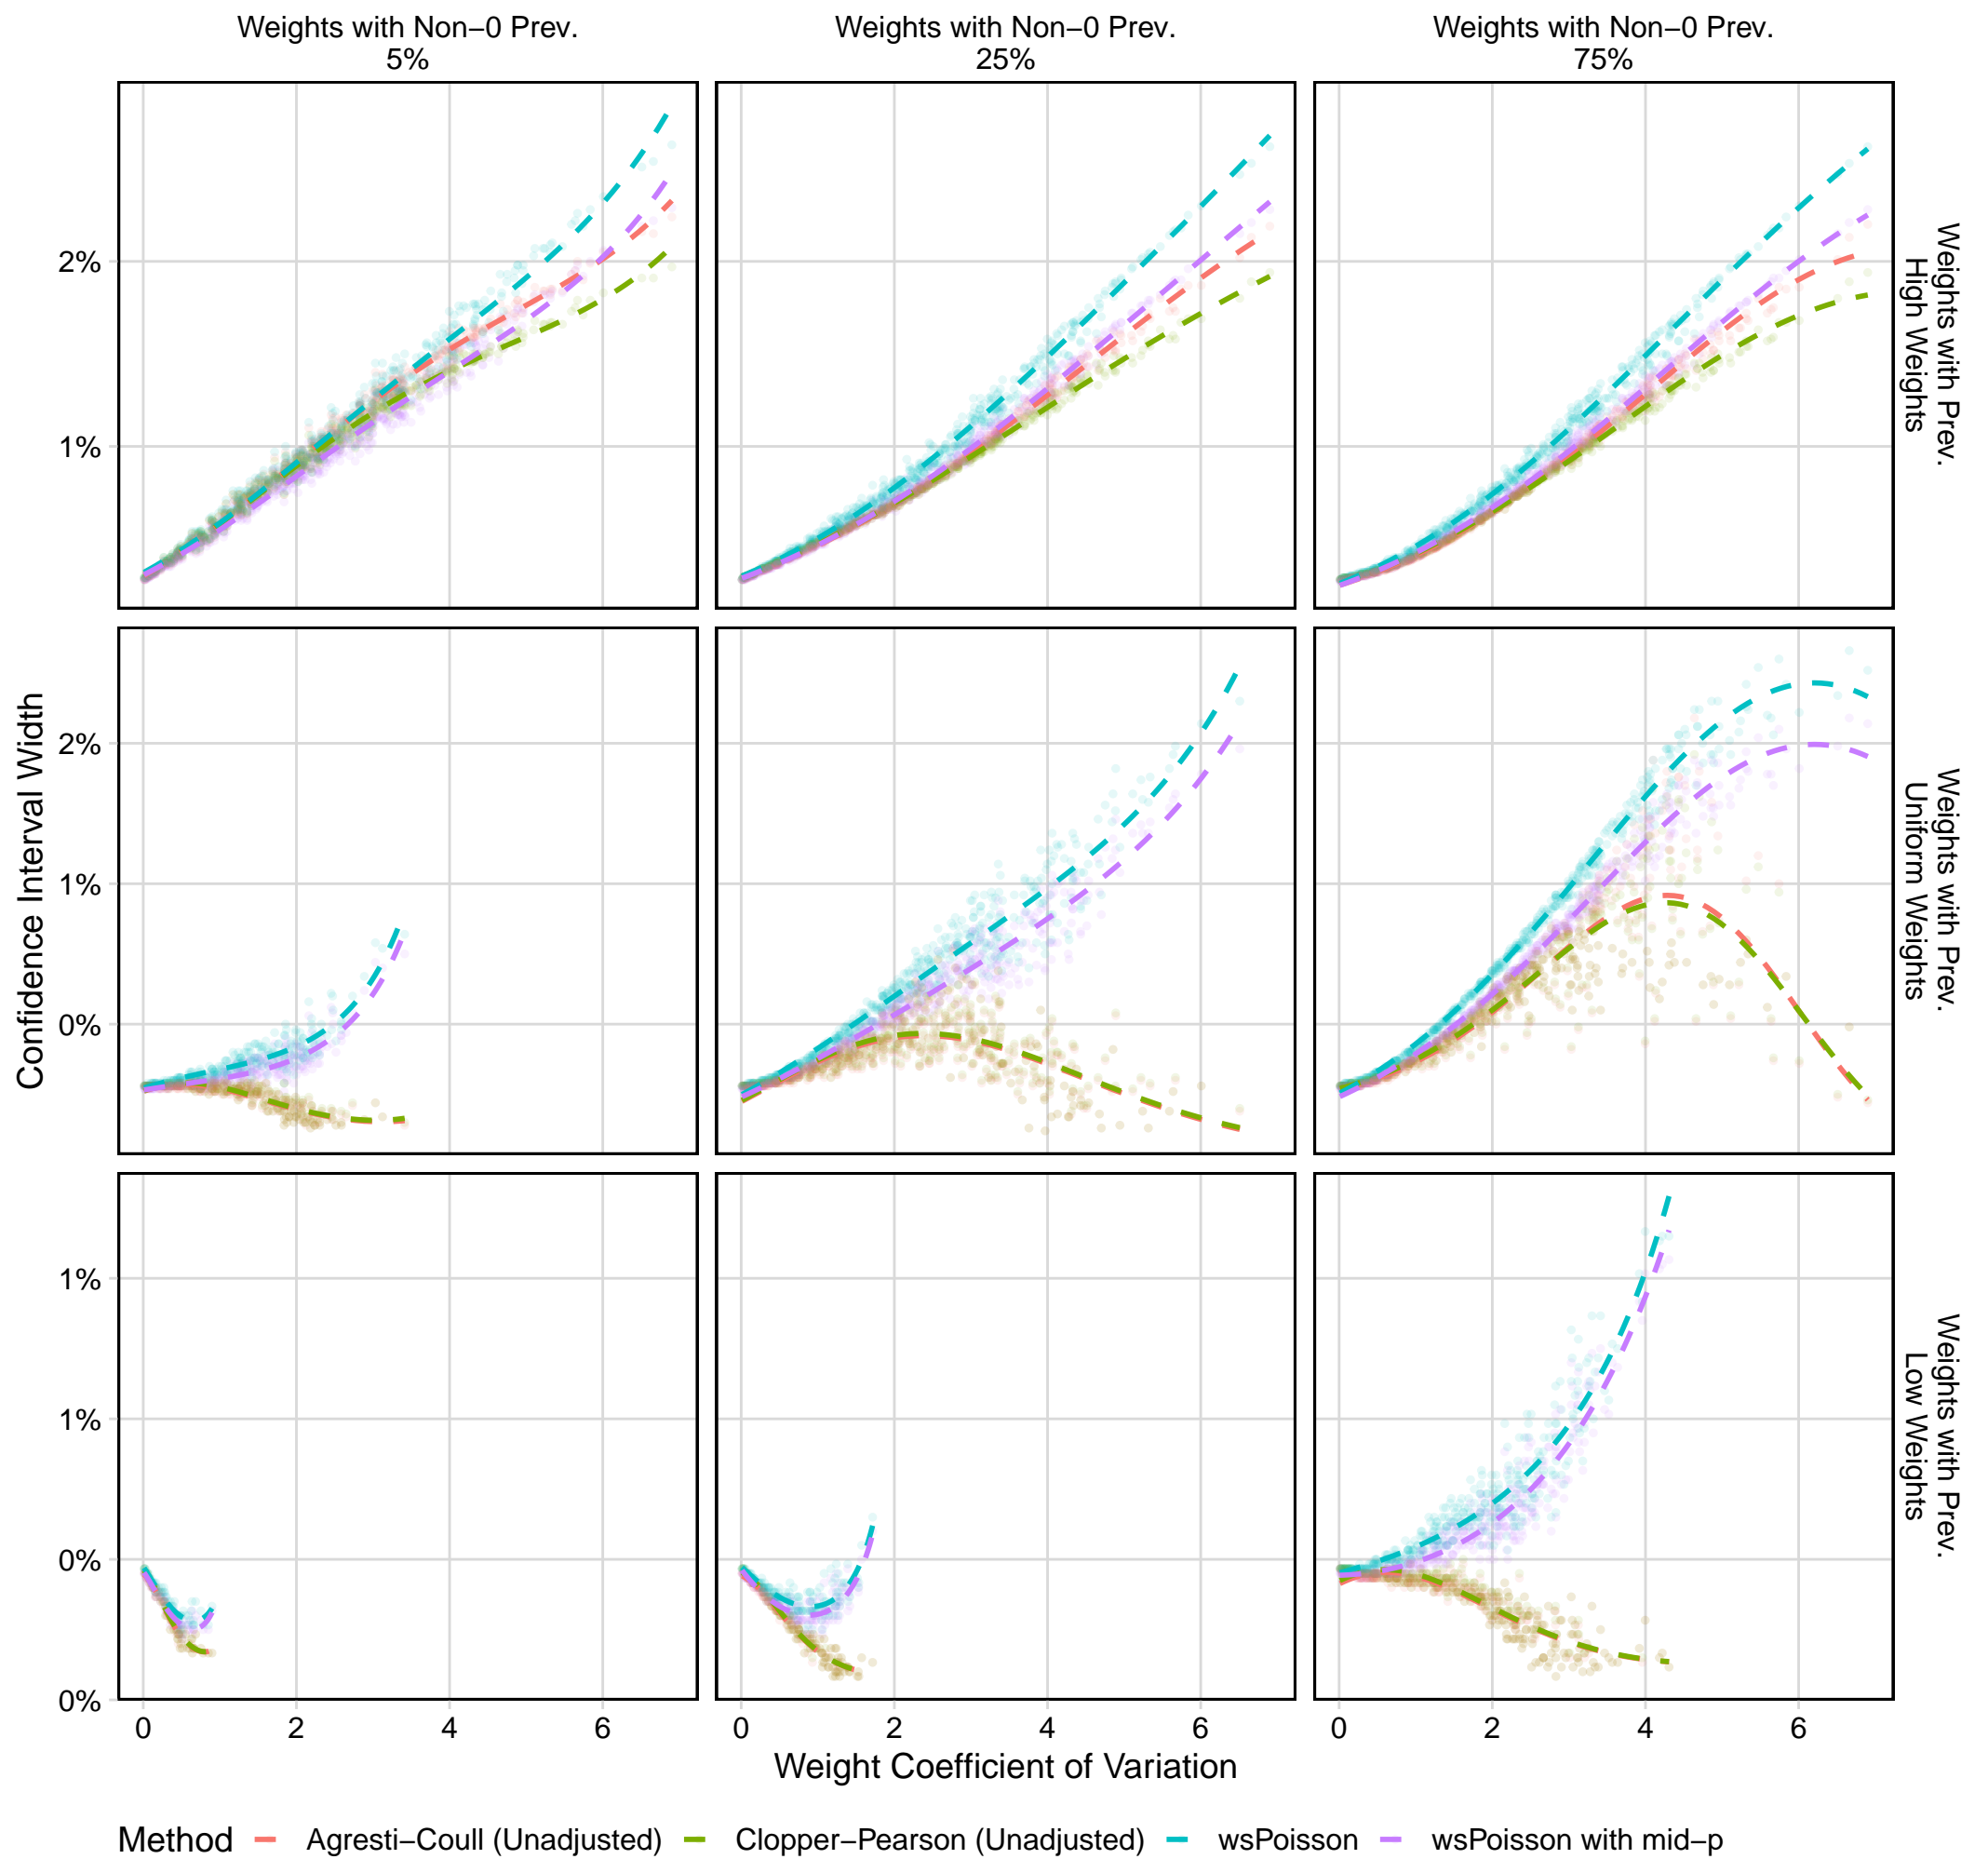 Weights with Non−0 Prev.
5%
Weights with Non−0 Prev.
25%
Weights with Non−0 Prev.
75%
2%
1%
Weights with Prev.
High Weights
Confidence Interval Width
2%
1%
0%
Weights with Prev.
Uniform Weights
1%
1%
0%
0%
Weights with Prev.
Low Weights
0 2 4 6
0 2 4 6
0 2 4 6
Weight Coefficient of Variation
Method Agresti−Coull (Unadjusted) Clopper−Pearson (Unadjusted) wsPoisson wsPoisson with mid−p